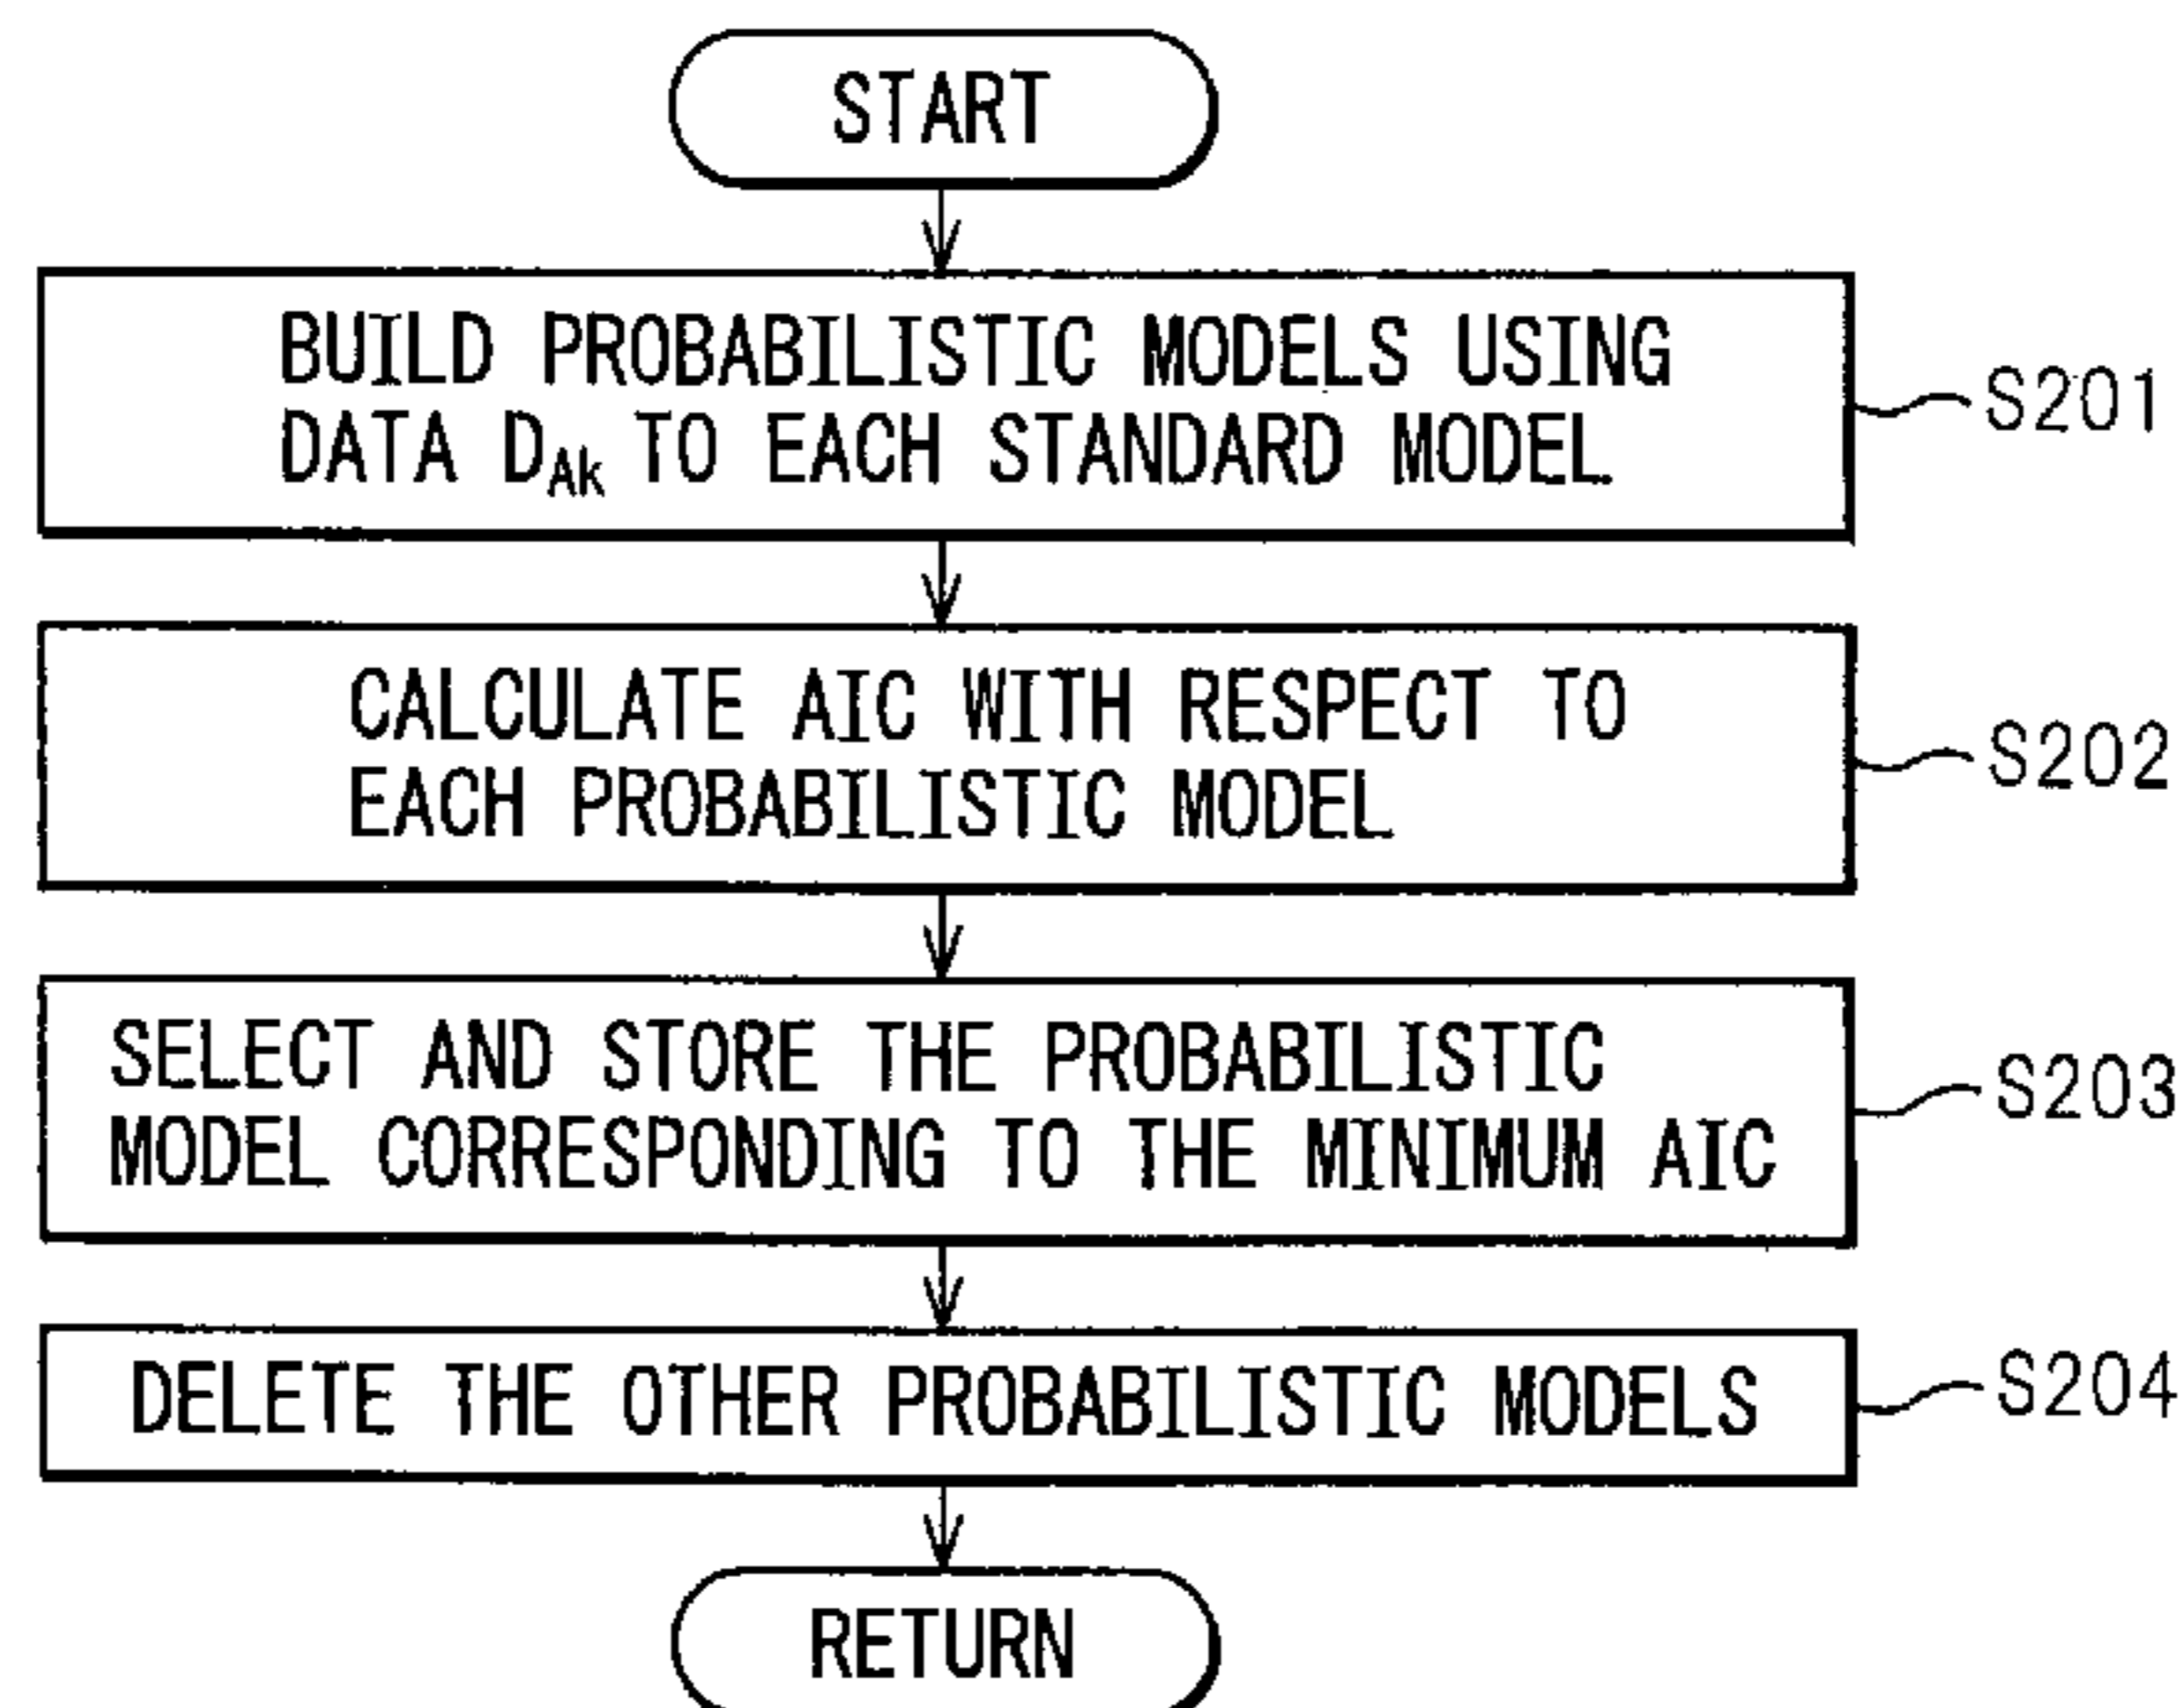 START
BUILD PROBABILISTIC MODELS USING
DATA DAk TO EACH STANDARD MODEL
S201
CALCULATE AIC WITH RESPECT TO
EACH PROBABILISTIC MODEL
S202
SELECT AND STORE THE PROBABILISTIC
MODEL CORRESPONDING TO THE MINIMUM AIC
S203
DELETE THE OTHER PROBABILISTIC MODELS
S204
RETURN